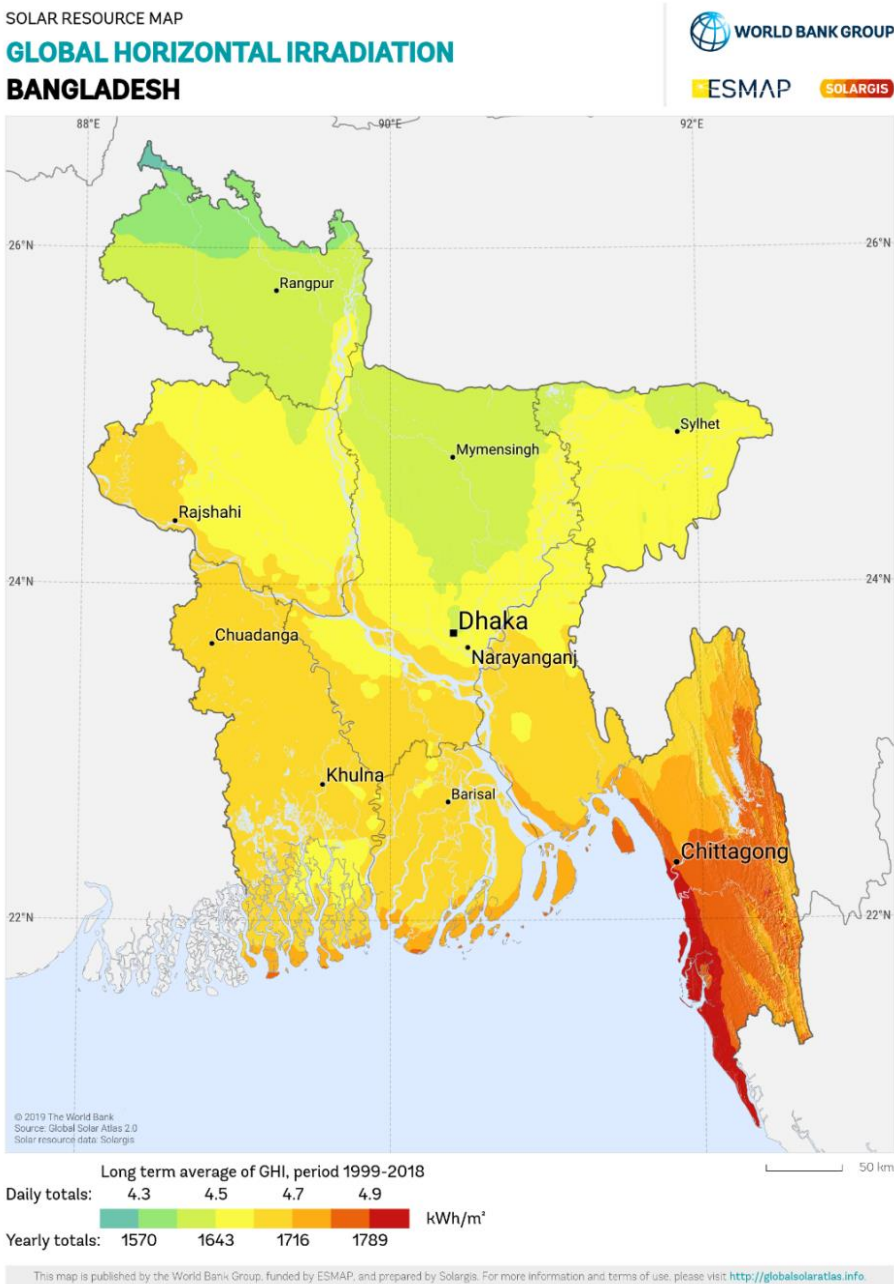 SOLAR RESOURCE MAP
GLOBAL HORIZONTAL IRRADIATION
BANGLADESH
WORLD BANK GROUP
ESMAP
SOLARGIS
88°E
90°E
92°E
26°N
26°N
Rangpur
Sylhet
Mymensingh
Rajshahi
24°N
24°N
Dhaka
Chuadanga
Narayanganj
Khulna
Barisal
Chittagong
22°N
22°N
© 2019 The World Bank
Source: Global Solar Atlas 2.0
Solar resource data: Solargis
50 km
Long term average of GHI, period 1999-2018
Daily totals: 4.3 4.5 4.7 4.9
kWh/m²
Yearly totals: 1570 1643 1716 1789
This map is published by the World Bank Group, funded by ESMAP, and prepared by Solargis. For more information and terms of use, please visit http://globalsolaratlas.info.